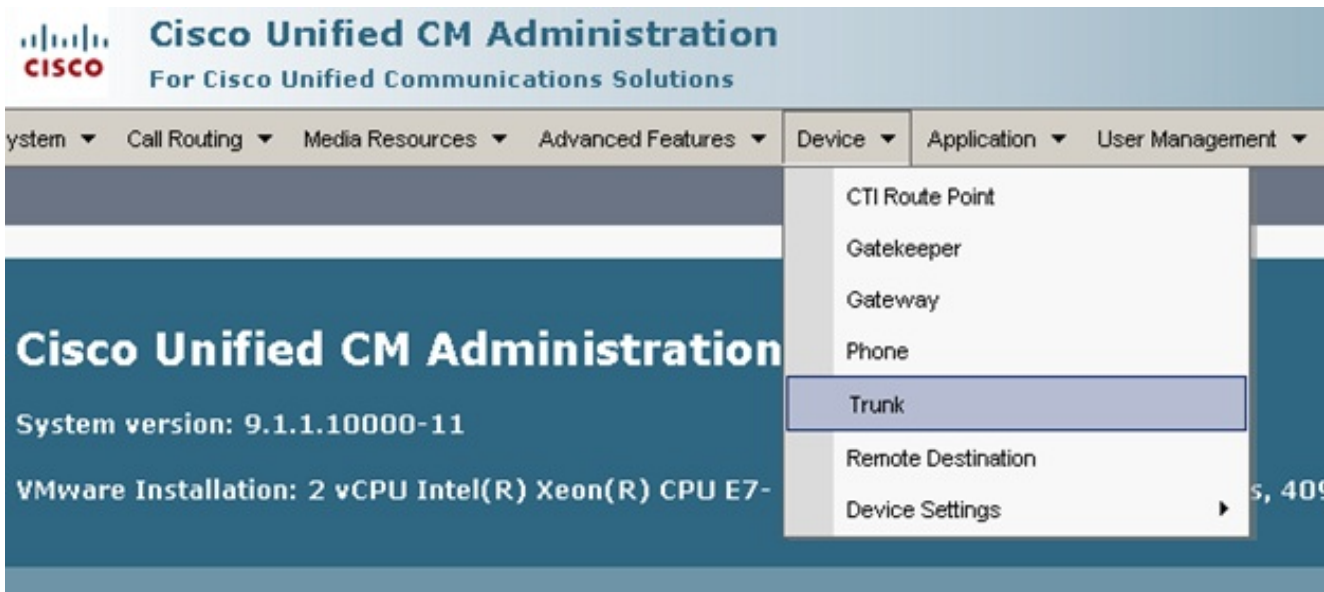 CISCO
Cisco Unified CM Administration
For Cisco Unified Communications Solutions
ystem Call Routing Media Resources Advanced Features Device Application User Management
CTI Route Point
Gatekeeper
Gateway
Phone
Trunk
Remote Destination
Device Settings
Cisco Unified CM Administration
System version: 9.1.1.10000-11
VMware Installation: 2 vCPU Intel(R) Xeon(R) CPU E7- s, 409